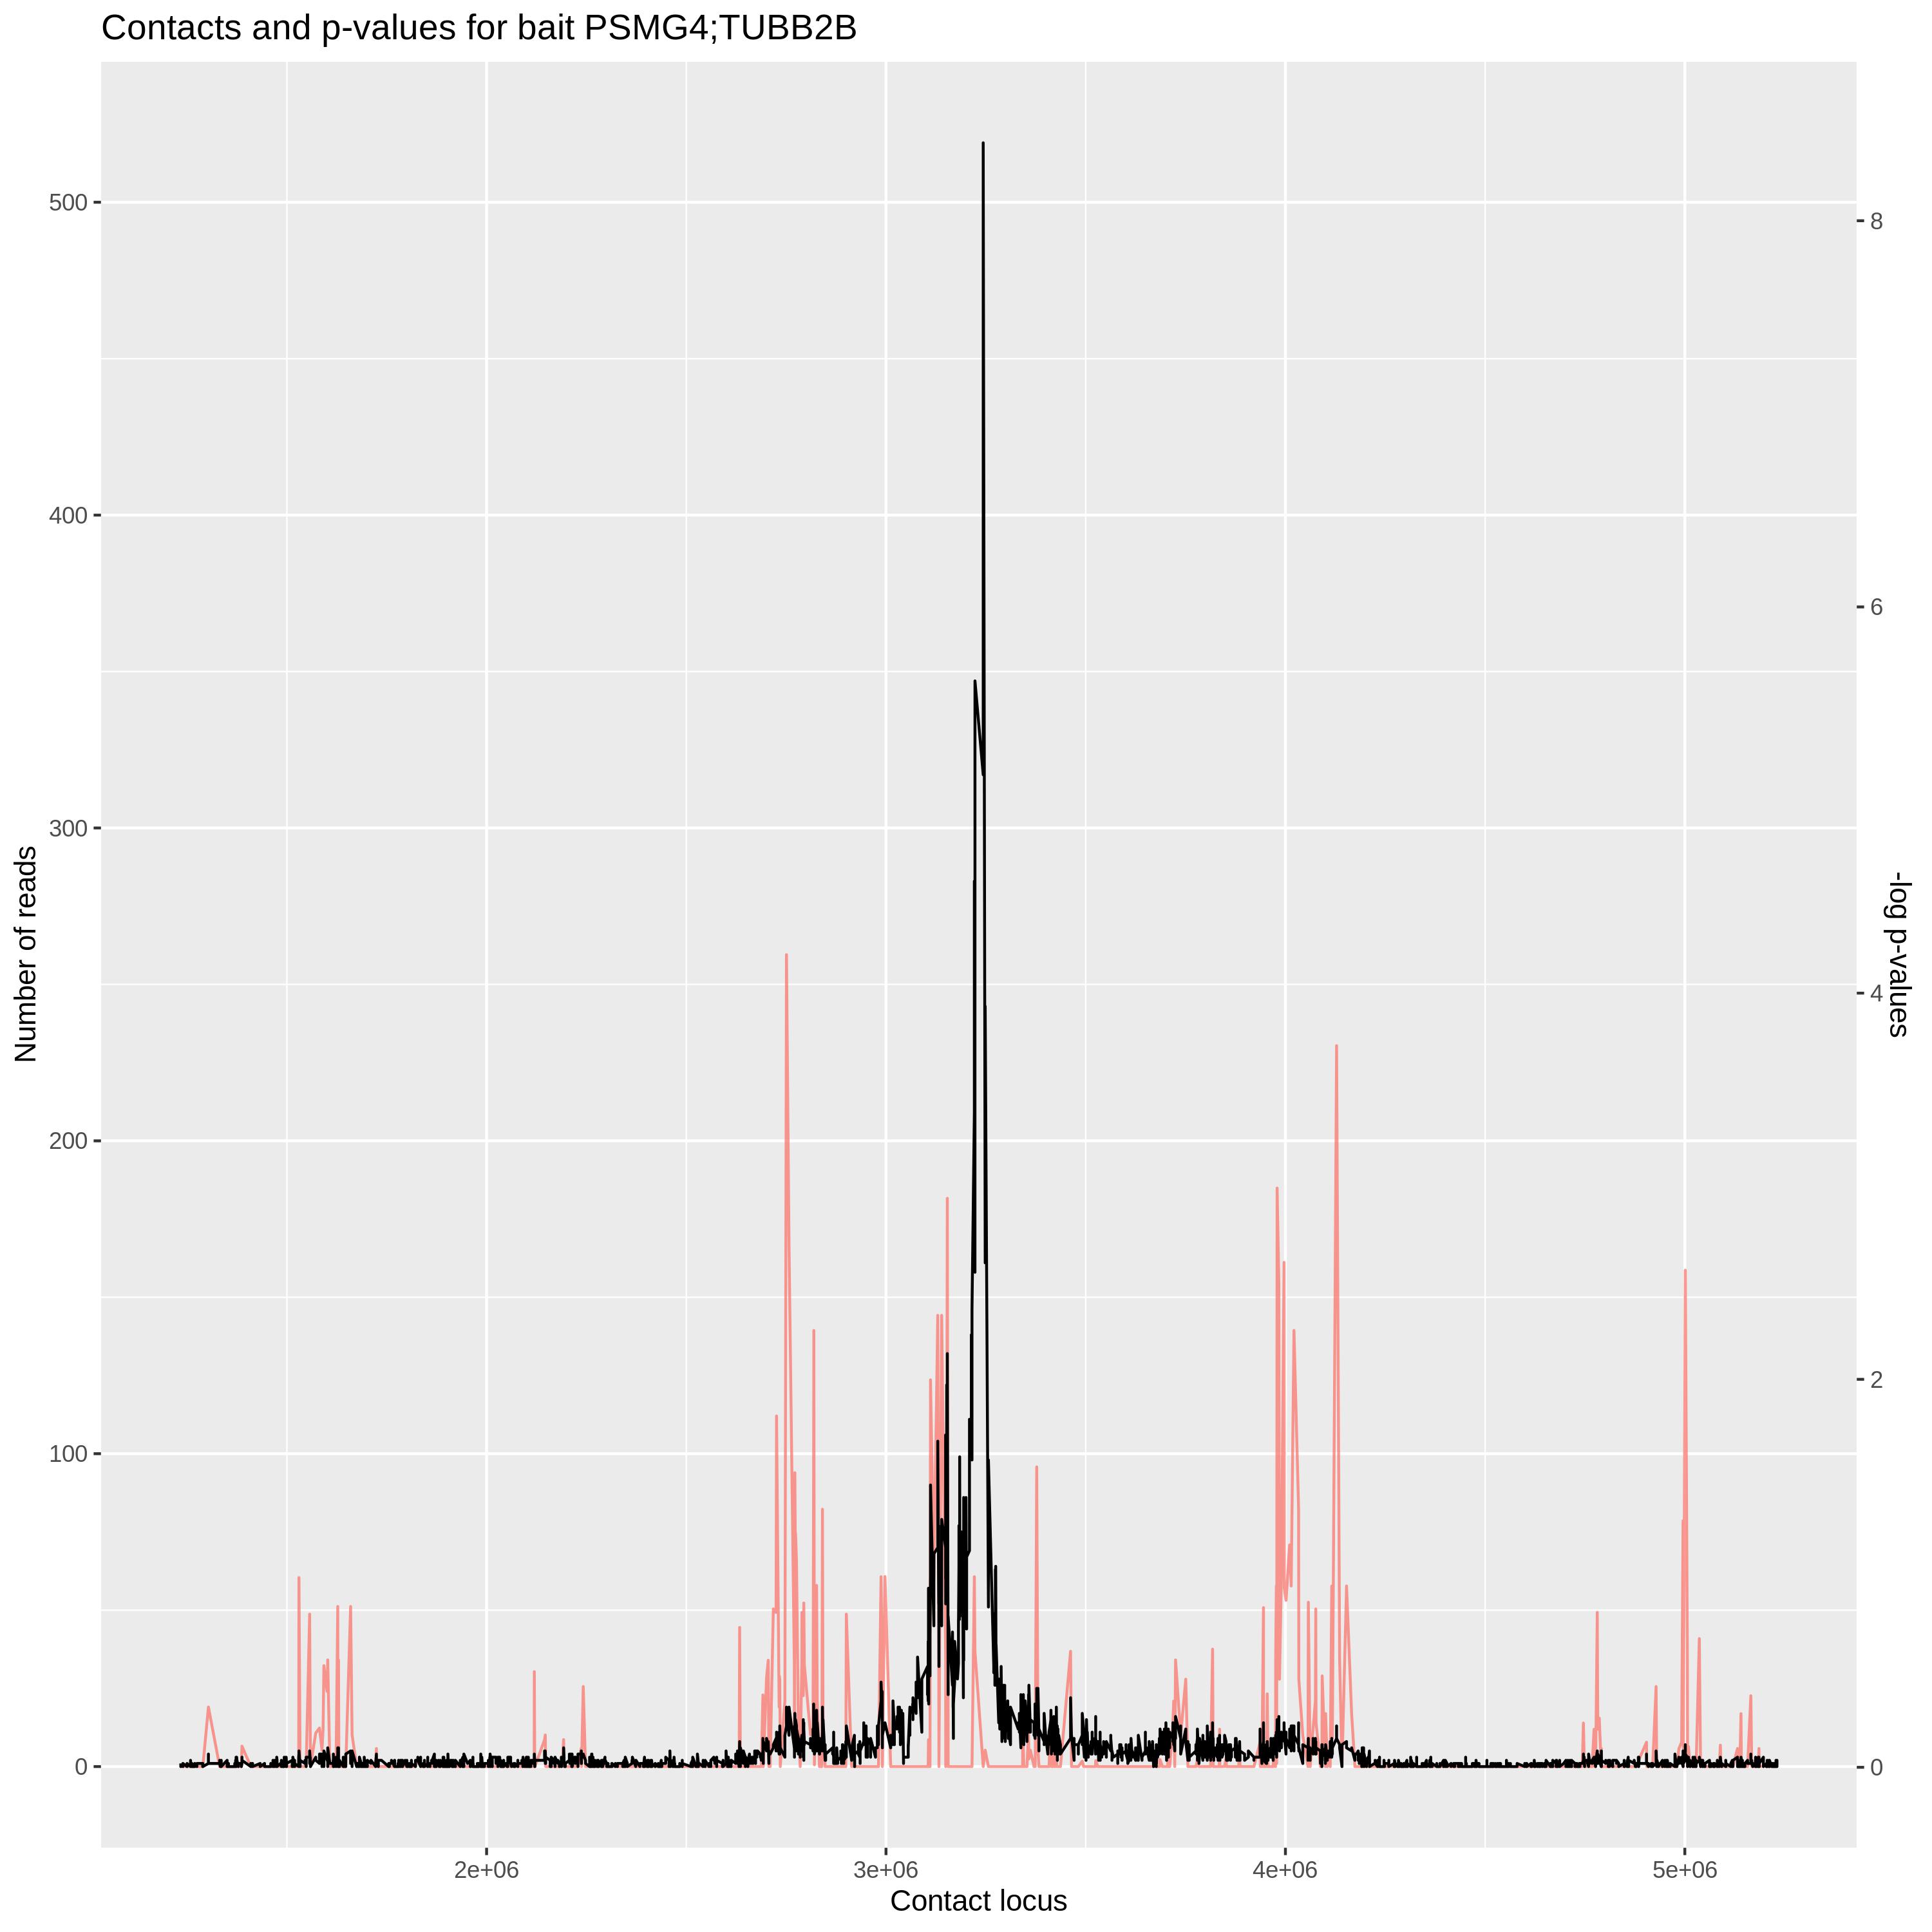 Contacts and p-values for bait PSMG4;TUBB2B
500
400
300
200
100
0
Number of reads
8
6
4
2
0
-log p-values
2e+06
3e+06
4e+06
5e+06
Contact locus